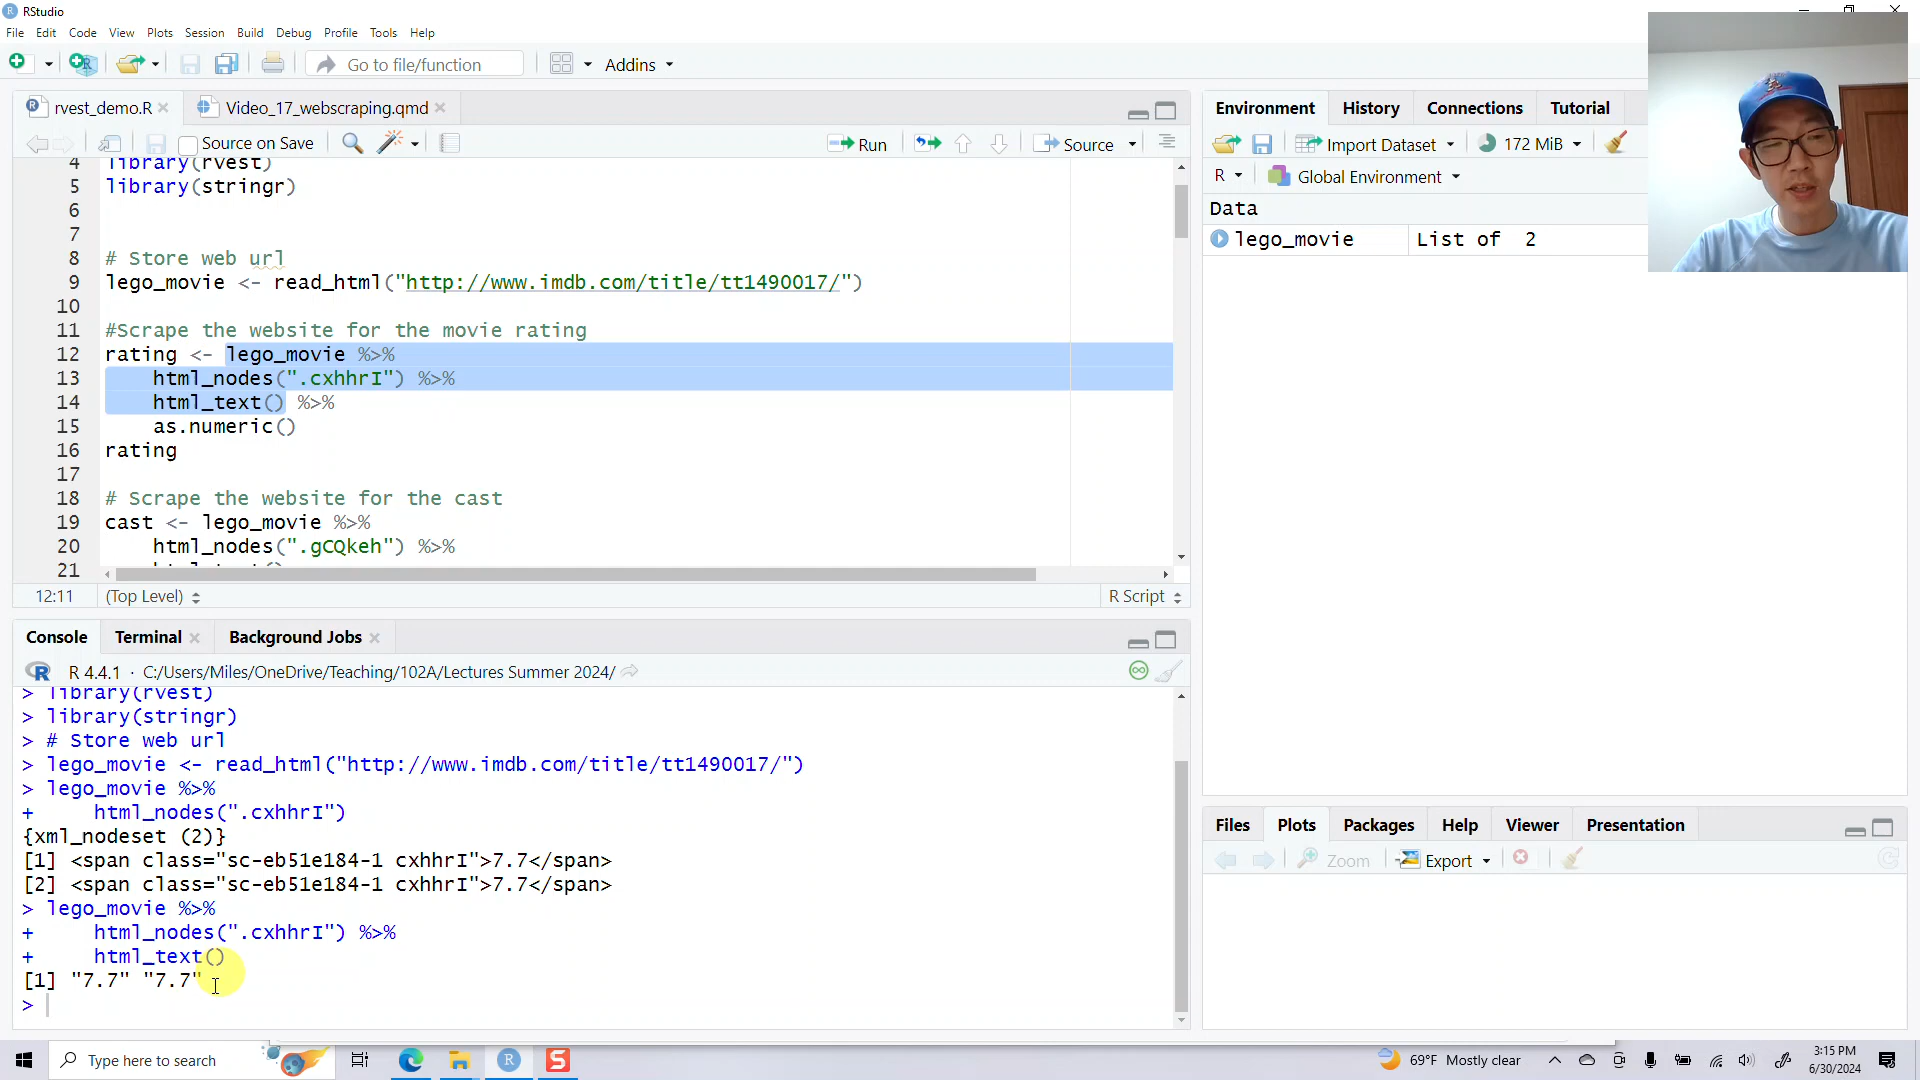 RStudio
File Edit Code View Plots Session Build Debug Profile Tools Help
Go to file/function Addins
rvest_demo.R Video_17_webscraping.qmd
Source on Save Run Source
4 library(rvest)
5 library(stringr)
6
7
8 # Store web url
9 lego_movie <- read_html("http://www.imdb.com/title/tt1490017/")
10
11 #Scrape the website for the movie rating
12 rating <- lego_movie %>%
13 html_nodes(".cxhhrI") %>%
14 html_text() %>%
15 as.numeric()
16 rating
17
18 # Scrape the website for the cast
19 cast <- lego_movie %>%
20 html_nodes(".gCQkeh") %>%
21
12:11 (Top Level) R Script
Console Terminal Background Jobs
R 4.4.1 · C:/Users/Miles/OneDrive/Teaching/102A/Lectures Summer 2024/
> library(rvest)
> library(stringr)
> # Store web url
> lego_movie <- read_html("http://www.imdb.com/title/tt1490017/")
> lego_movie %>%
+ html_nodes(".cxhhrI")
{xml_nodeset (2)}
[1] <span class="sc-eb51e184-1 cxhhrI">7.7</span>
[2] <span class="sc-eb51e184-1 cxhhrI">7.7</span>
> lego_movie %>%
+ html_nodes(".cxhhrI") %>%
+ html_text()
[1] "7.7" "7.7"
>
Environment History Connections Tutorial
Import Dataset 172 MiB
R Global Environment
Data
lego_movie List of 2
Files Plots Packages Help Viewer Presentation
Zoom Export
Type here to search
69°F Mostly clear
3:15 PM
6/30/2024